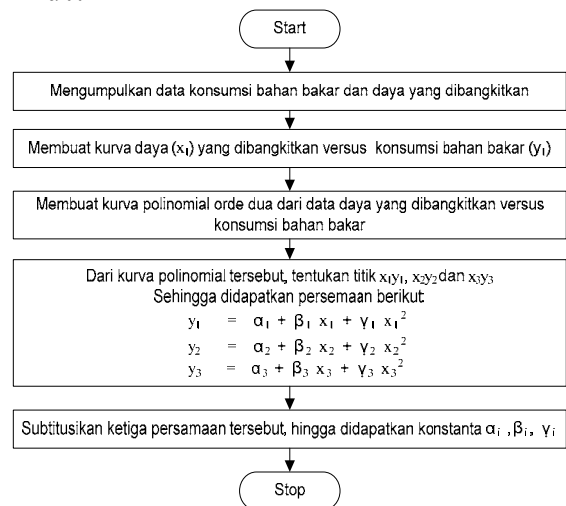 Start
Mengumpulkan data konsumsi bahan bakar dan daya yang dibangkitkan
Membuat kurva daya (x₁) yang dibangkitkan versus konsumsi bahan bakar (y₁)
Membuat kurva polinomial orde dua dari data daya yang dibangkitkan versus
konsumsi bahan bakar
Dari kurva polinomial tersebut, tentukan titik x₁y₁, x₂y₂ dan x₃y₃
Sehingga didapatkan persemaan berikut:
y₁ = α₁ + β₁ x₁ + γ₁ x₁²
y₂ = α₂ + β₂ x₂ + γ₂ x₂²
y₃ = α₃ + β₃ x₃ + γ₃ x₃²
Subtitusikan ketiga persamaan tersebut, hingga didapatkan konstanta αᵢ ,βᵢ, γᵢ
Stop